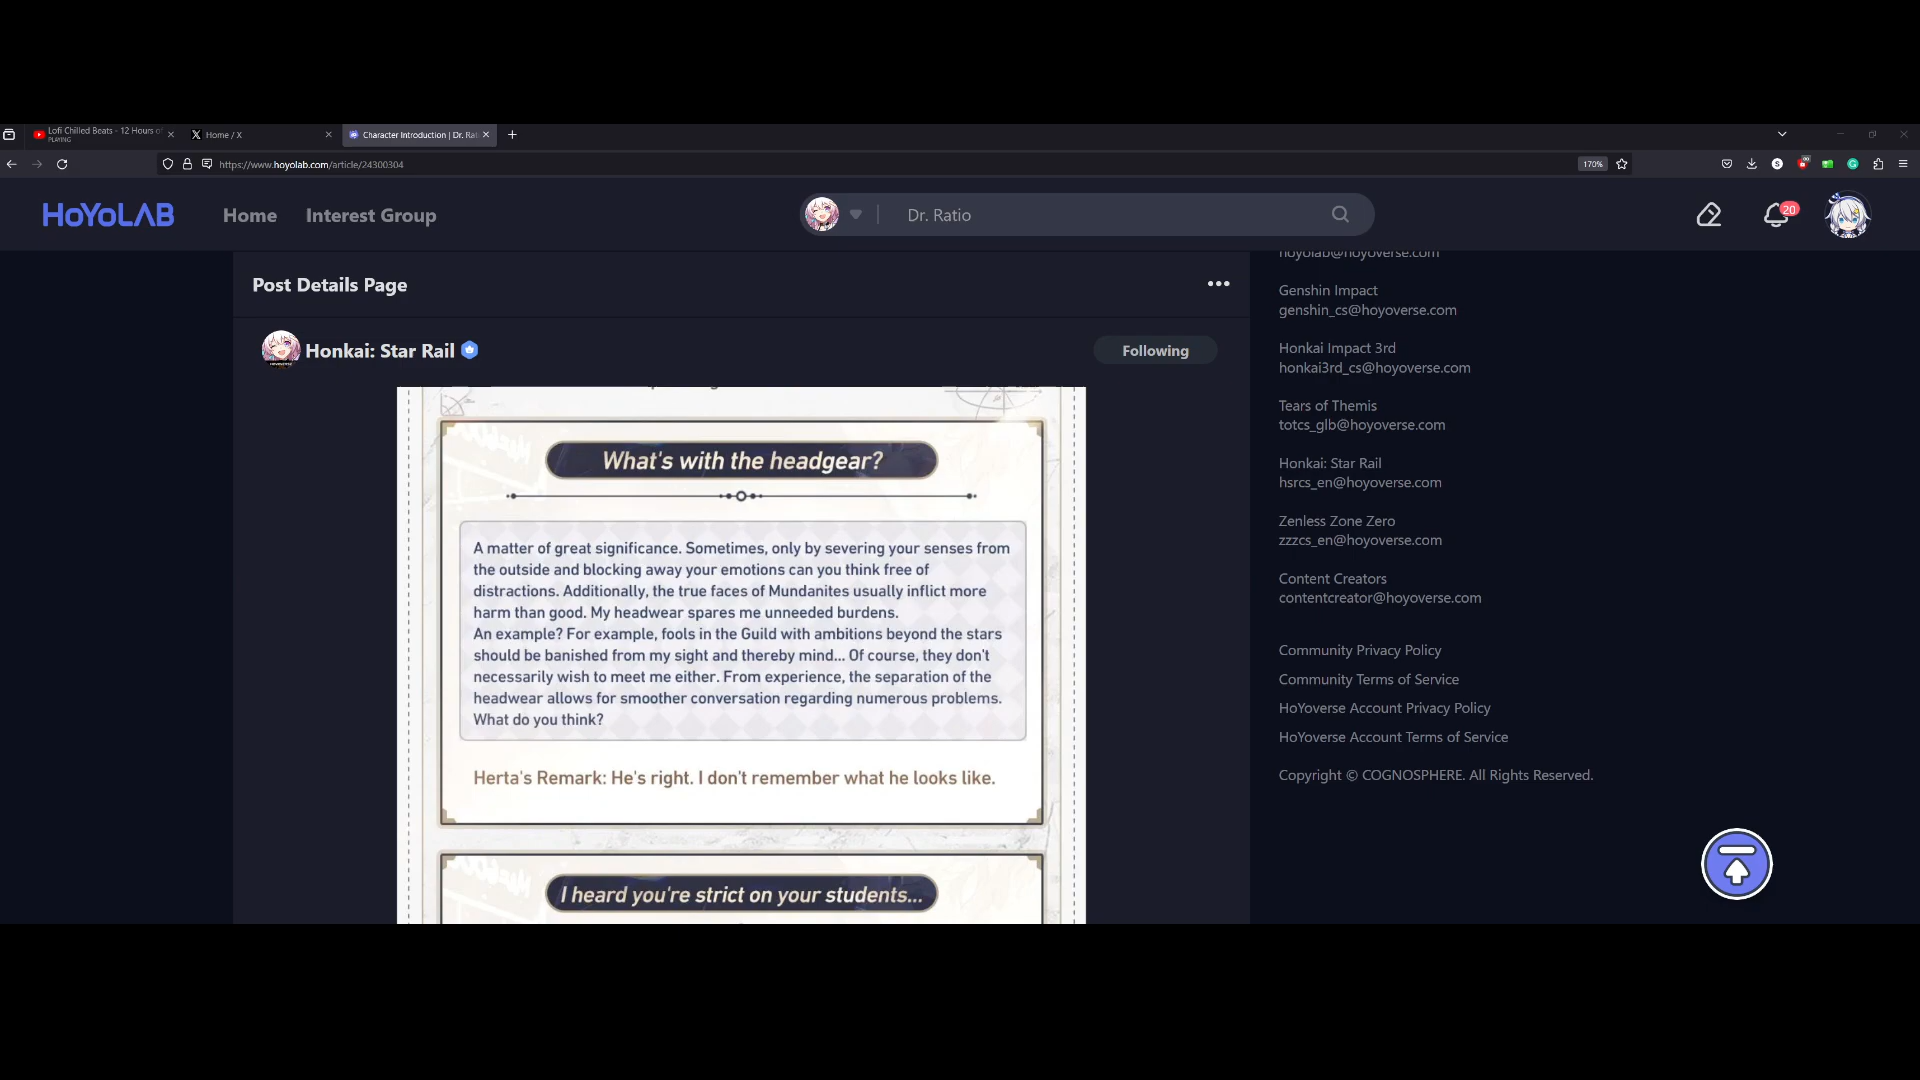 Lofi Chilled Beats - 12 Hours of
PLAYING
Home / X
Character Introduction | Dr. Rati
https://www.hoyolab.com/article/24300304
170%
HoYoLAB
Home
Interest Group
Dr. Ratio
20
Post Details Page
Honkai: Star Rail
Following
What's with the headgear?
A matter of great significance. Sometimes, only by severing your senses from
the outside and blocking away your emotions can you think free of
distractions. Additionally, the true faces of Mundanites usually inflict more
harm than good. My headwear spares me unneeded burdens.
An example? For example, fools in the Guild with ambitions beyond the stars
should be banished from my sight and thereby mind... Of course, they don't
necessarily wish to meet me either. From experience, the separation of the
headwear allows for smoother conversation regarding numerous problems.
What do you think?
Herta's Remark: He's right. I don't remember what he looks like.
I heard you're strict on your students...
hoyolab@hoyoverse.com
Genshin Impact
genshin_cs@hoyoverse.com
Honkai Impact 3rd
honkai3rd_cs@hoyoverse.com
Tears of Themis
totcs_glb@hoyoverse.com
Honkai: Star Rail
hsrcs_en@hoyoverse.com
Zenless Zone Zero
zzzcs_en@hoyoverse.com
Content Creators
contentcreator@hoyoverse.com
Community Privacy Policy
Community Terms of Service
HoYoverse Account Privacy Policy
HoYoverse Account Terms of Service
Copyright © COGNOSPHERE. All Rights Reserved.